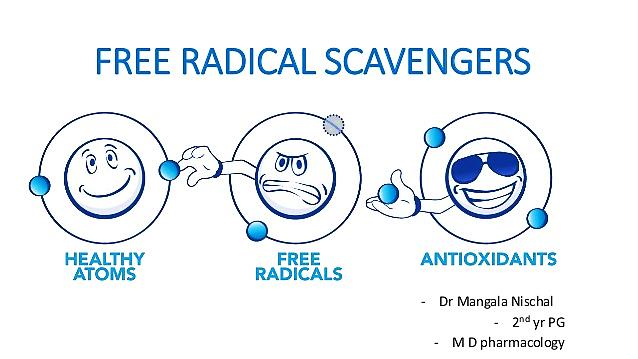 FREE RADICAL SCAVENGERS
HEALTHY
ATOMS
FREE
RADICALS
ANTIOXIDANTS
- Dr Mangala Nischal
- 2nd yr PG
- M D pharmacology